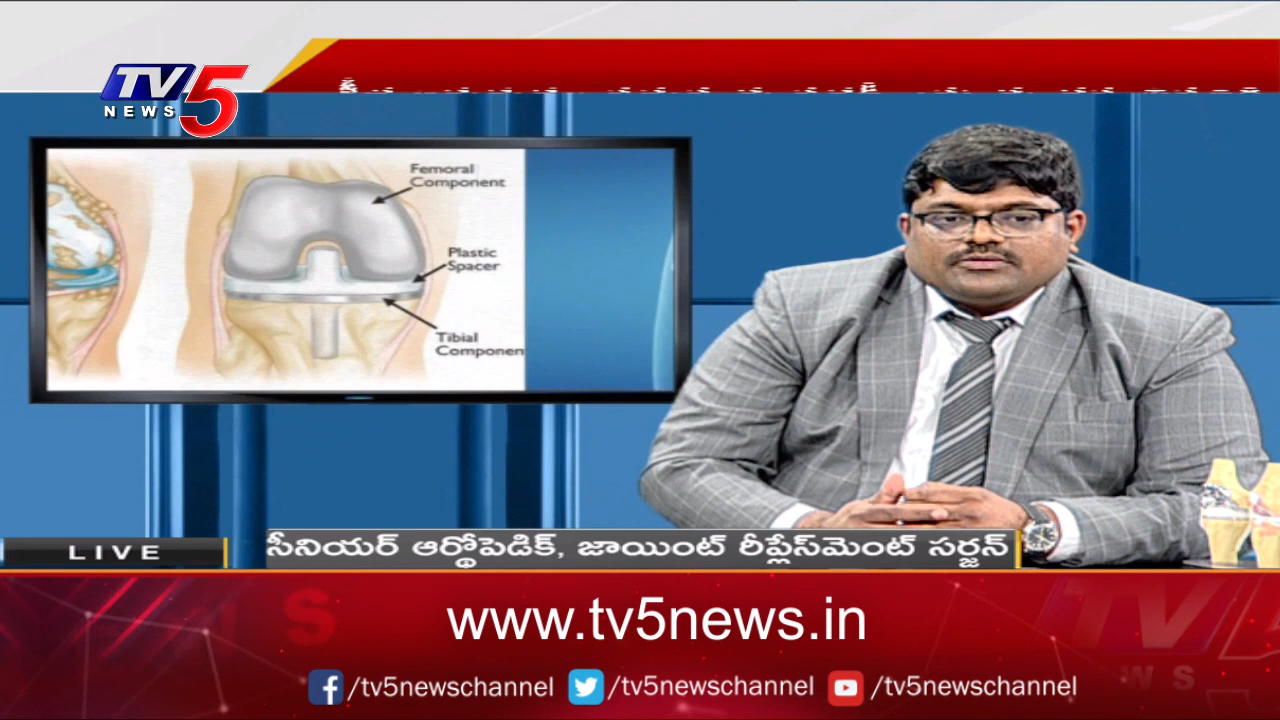 TV5
NEWS
Femoral
Component
Plastic
Spacer
Tibial
Componen
LIVE
సీనియర్ ఆర్థోపెడిక్, జాయింట్ రీప్లేస్‌మెంట్ సర్జన్
www.tv5news.in
/tv5newschannel /tv5newschannel /tv5newschannel